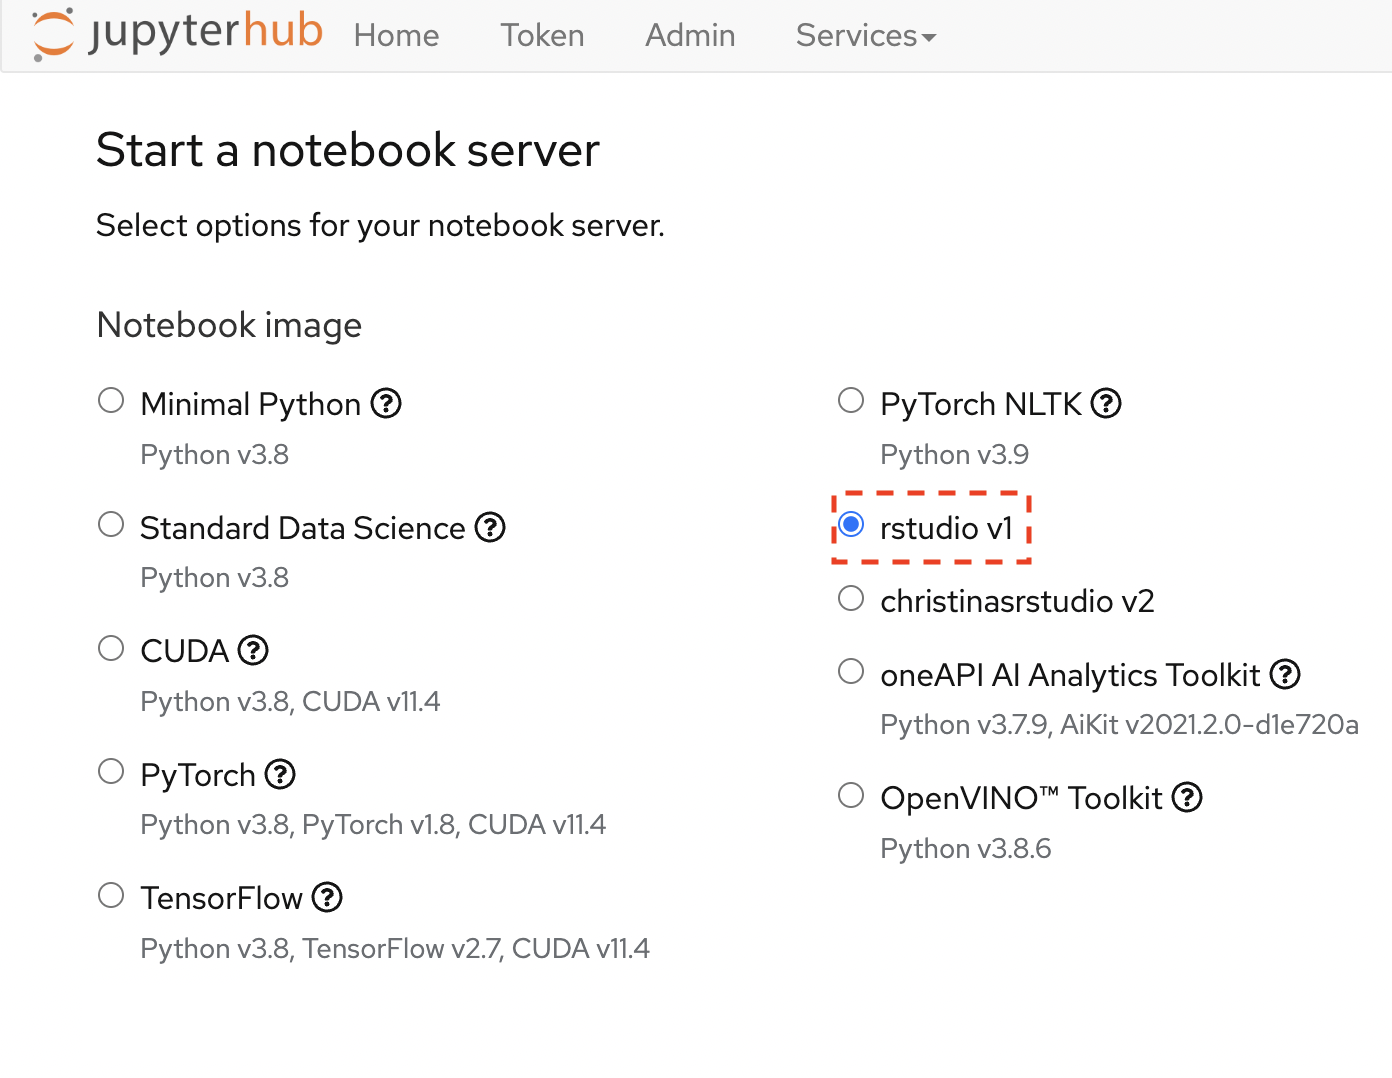 jupyterhub Home Token Admin Services
Start a notebook server
Select options for your notebook server.
Notebook image
Minimal Python
Python v3.8
Standard Data Science
Python v3.8
CUDA
Python v3.8, CUDA v11.4
PyTorch
Python v3.8, PyTorch v1.8, CUDA v11.4
TensorFlow
Python v3.8, TensorFlow v2.7, CUDA v11.4
PyTorch NLTK
Python v3.9
rstudio v1
christinasrstudio v2
oneAPI AI Analytics Toolkit
Python v3.7.9, AiKit v2021.2.0-d1e720a
OpenVINO™ Toolkit
Python v3.8.6